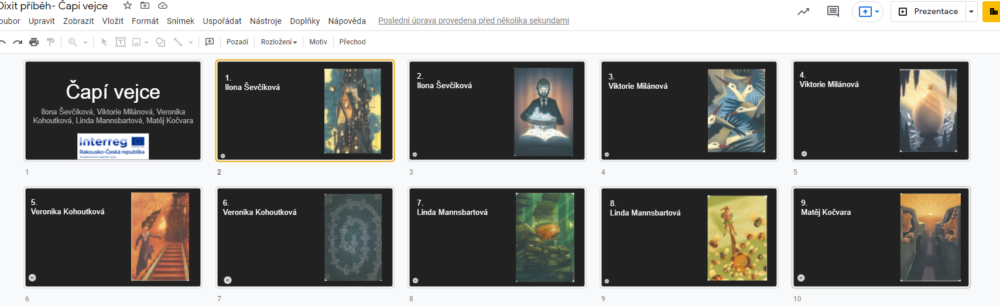 Dixit příběh- Čapí vejce
oubor Upravit Zobrazit Vložit Formát Snímek Uspořádat Nástroje Doplňky Nápověda Poslední úprava provedena před několika sekundami
Prezentace
Pozadí Rozložení Motiv Přechod
Čapí vejce
Ilona Ševčíková, Viktorie Milánová, Veronika
Kohoutková, Linda Mannsbartová, Matěj Kočvara
Interreg
Rakousko-Česká republika
1
1.
Ilona Ševčíková
2
2.
Ilona Ševčíková
3
3.
Viktorie Milánová
4
4.
Viktorie Milánová
5
5.
Veronika Kohoutková
6
6.
Veronika Kohoutková
7
7.
Linda Mannsbartová
8
8.
Linda Mannsbartová
9
9.
Matěj Kočvara
10